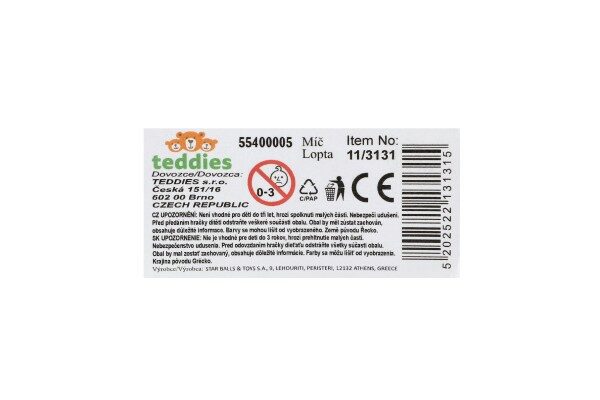 teddies
55400005 Míč Item No:
Lopta 11/3131
Dovozce/Dovozca:
TEDDIES s.r.o.
Česká 151/16
602 00 Brno
CZECH REPUBLIC
0-3
C/PAP
CE
CZ UPOZORNĚNÍ: Není vhodné pro děti do tří let, hrozí spolknutí malých částí. Nebezpečí udušení.
Před předáním hračky dítěti odstraňte veškeré součásti obalu. Obal by měl zůstat zachován,
obsahuje důležité informace. Barvy se mohou lišit od vyobrazeného. Země původu Řecko.
SK UPOZORNENIE: Nie je vhodné pre deti do 3 rokov, hrozí prehltnutie malých častí.
Nebezpečenstvo udusenia. Pred odovzdaním hračky dieťaťu odstraňte všetky súčasti obalu.
Obal by mal zostať zachovaný, obsahuje dôležité informácie. Farby se môžu líšiť od vyobrazenia.
Krajina pôvodu Grécko.
Výrobce/Výrobca: STAR BALLS & TOYS S.A., 9, LEHOURITI, PERISTERI, 12132 ATHENS, GREECE
5 202522 131315